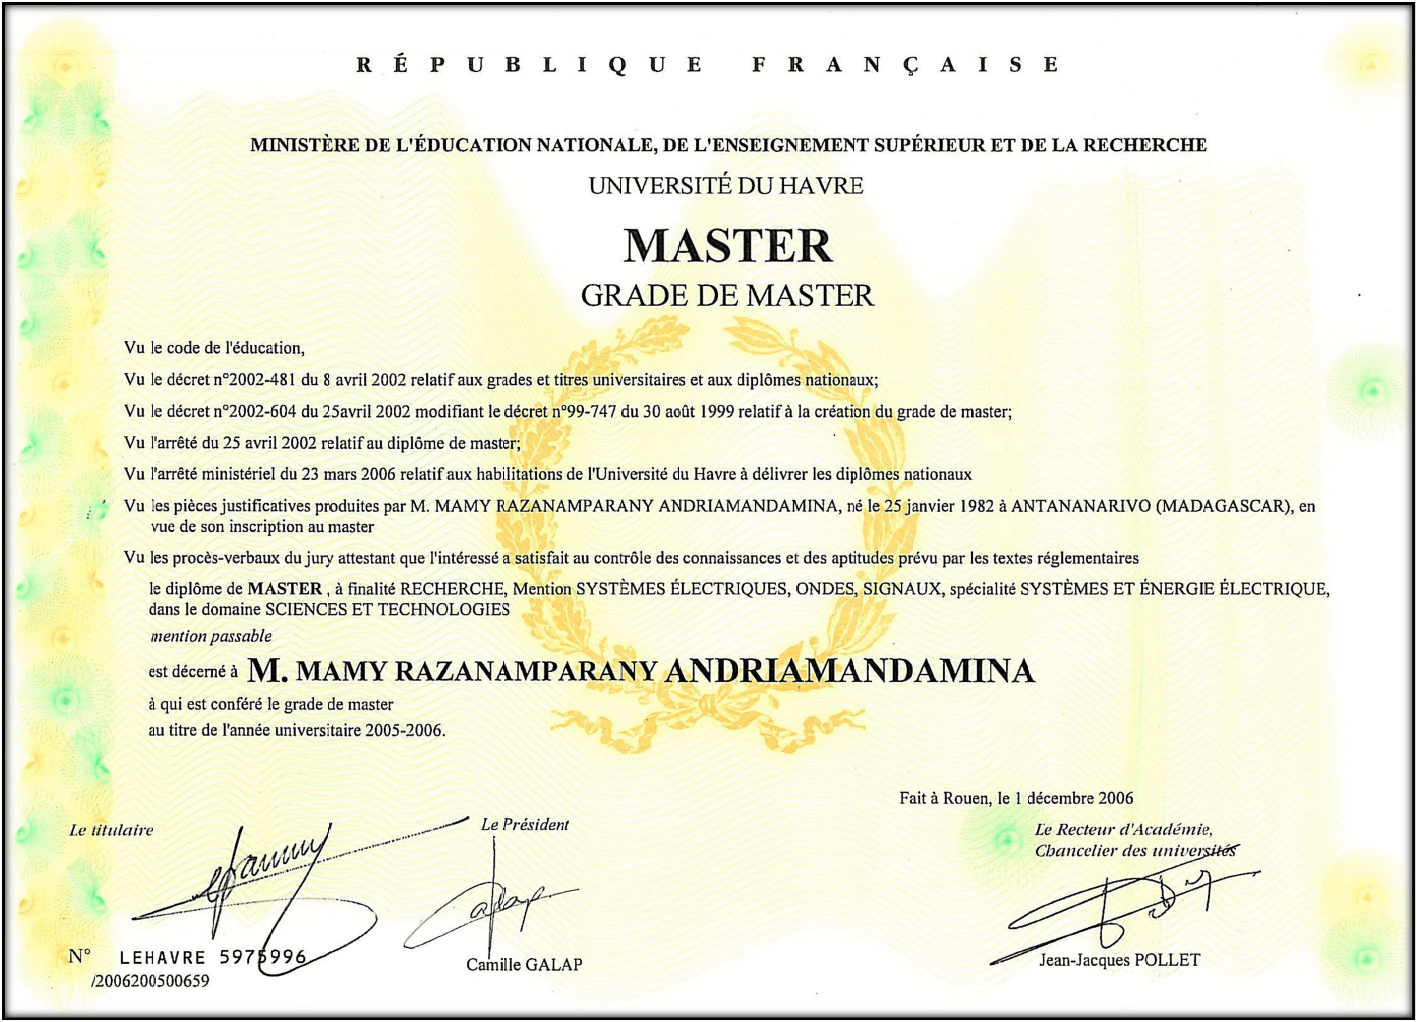 RÉPUBLIQUE FRANÇAISE
MINISTÈRE DE L'ÉDUCATION NATIONALE, DE L'ENSEIGNEMENT SUPÉRIEUR ET DE LA RECHERCHE
UNIVERSITÉ DU HAVRE
MASTER
GRADE DE MASTER
Vu le code de l'éducation,
Vu le décret n°2002-481 du 8 avril 2002 relatif aux grades et titres universitaires et aux diplômes nationaux;
Vu le décret n°2002-604 du 25avril 2002 modifiant le décret n°99-747 du 30 août 1999 relatif à la création du grade de master;
Vu l'arrêté du 25 avril 2002 relatif au diplôme de master;
Vu l'arrêté ministériel du 23 mars 2006 relatif aux habilitations de l'Université du Havre à délivrer les diplômes nationaux
Vu les pièces justificatives produites par M. MAMY RAZANAMPARANY ANDRIAMANDAMINA, né le 25 janvier 1982 à ANTANANARIVO (MADAGASCAR), en
vue de son inscription au master
Vu les procès-verbaux du jury attestant que l'intéressé a satisfait au contrôle des connaissances et des aptitudes prévu par les textes réglementaires
le diplôme de MASTER , à finalité RECHERCHE, Mention SYSTÈMES ÉLECTRIQUES, ONDES, SIGNAUX, spécialité SYSTÈMES ET ÉNERGIE ÉLECTRIQUE,
dans le domaine SCIENCES ET TECHNOLOGIES
mention passable
est décerné à M. MAMY RAZANAMPARANY ANDRIAMANDAMINA
à qui est conféré le grade de master
au titre de l'année universitaire 2005-2006.
Fait à Rouen, le 1 décembre 2006
Le titulaire
Le Président
Le Recteur d'Académie,
Chancelier des universités
N° LEHAVRE 5975996
/2006200500659
Camille GALAP
Jean-Jacques POLLET